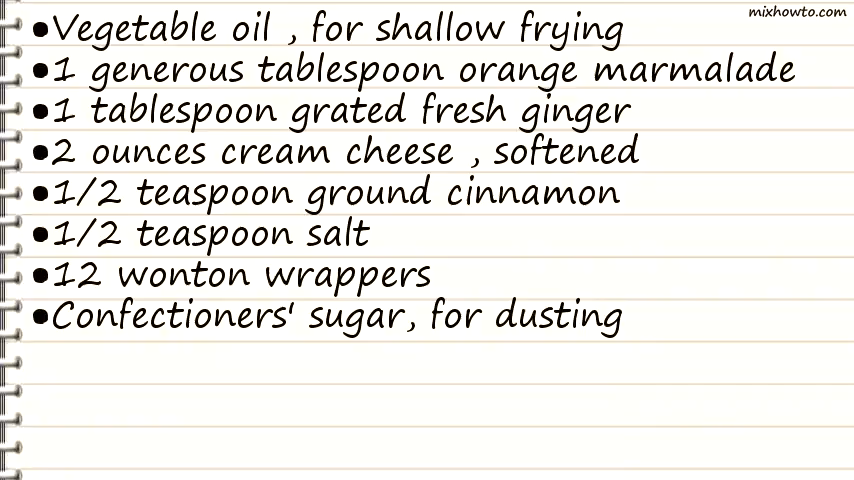 mixhowto.com
•Vegetable oil , for shallow frying
•1 generous tablespoon orange marmalade
•1 tablespoon grated fresh ginger
•2 ounces cream cheese , softened
•1/2 teaspoon ground cinnamon
•1/2 teaspoon salt
•12 wonton wrappers
•Confectioners' sugar, for dusting